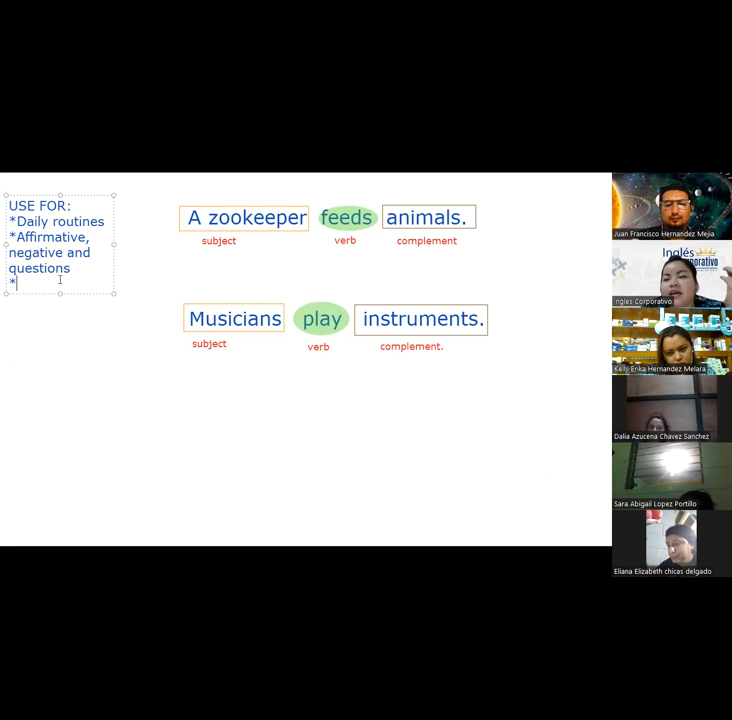 USE FOR:
*Daily routines
*Affirmative,
negative and
questions
*
A zookeeper feeds animals.
subject verb complement
Musicians play instruments.
subject verb complement.
Juan Francisco Hernandez Mejia
Inglés
Ingles Corporativo
Kelly Erika Hernandez Melara
Dalia Azucena Chavez Sanchez
Sara Abigail Lopez Portillo
Eliana Elizabeth chicas delgado